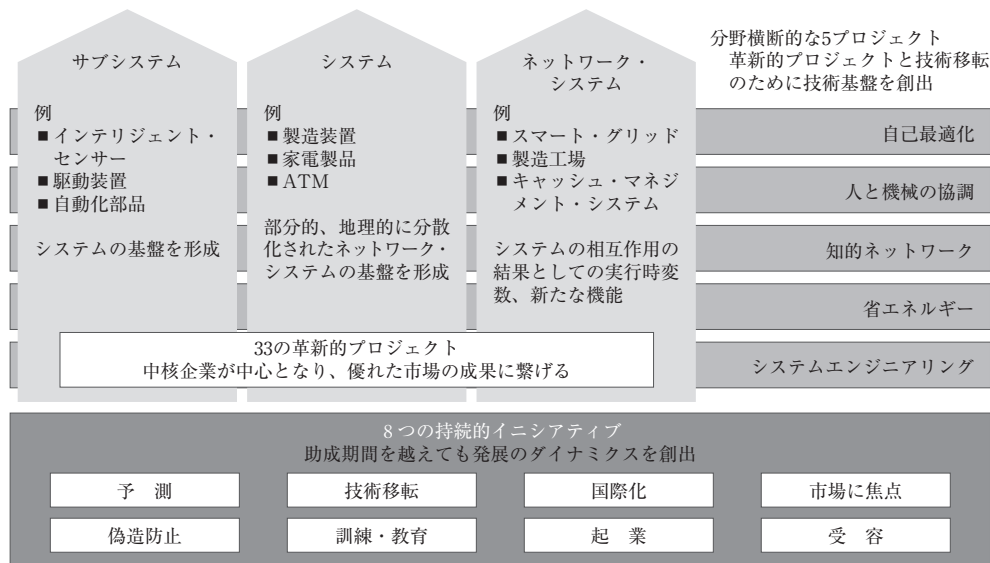 サブシステム
例
■ インテリジェント・
センサー
■ 駆動装置
■ 自動化部品
システムの基盤を形成
システム
例
■ 製造装置
■ 家電製品
■ ATM
部分的、地理的に分散
化されたネットワーク・
システムの基盤を形成
ネットワーク・
システム
例
■ スマート・グリッド
■ 製造工場
■ キャッシュ・マネジ
メント・システム
システムの相互作用の
結果としての実行時変
数、新たな機能
分野横断的な5プロジェクト
革新的プロジェクトと技術移転
のために技術基盤を創出
自己最適化
人と機械の協調
知的ネットワーク
省エネルギー
システムエンジニアリング
33の革新的プロジェクト
中核企業が中心となり、優れた市場の成果に繋げる
8つの持続的イニシアティブ
助成期間を越えても発展のダイナミクスを創出
予 測
技術移転
国際化
市場に焦点
偽造防止
訓練・教育
起 業
受 容